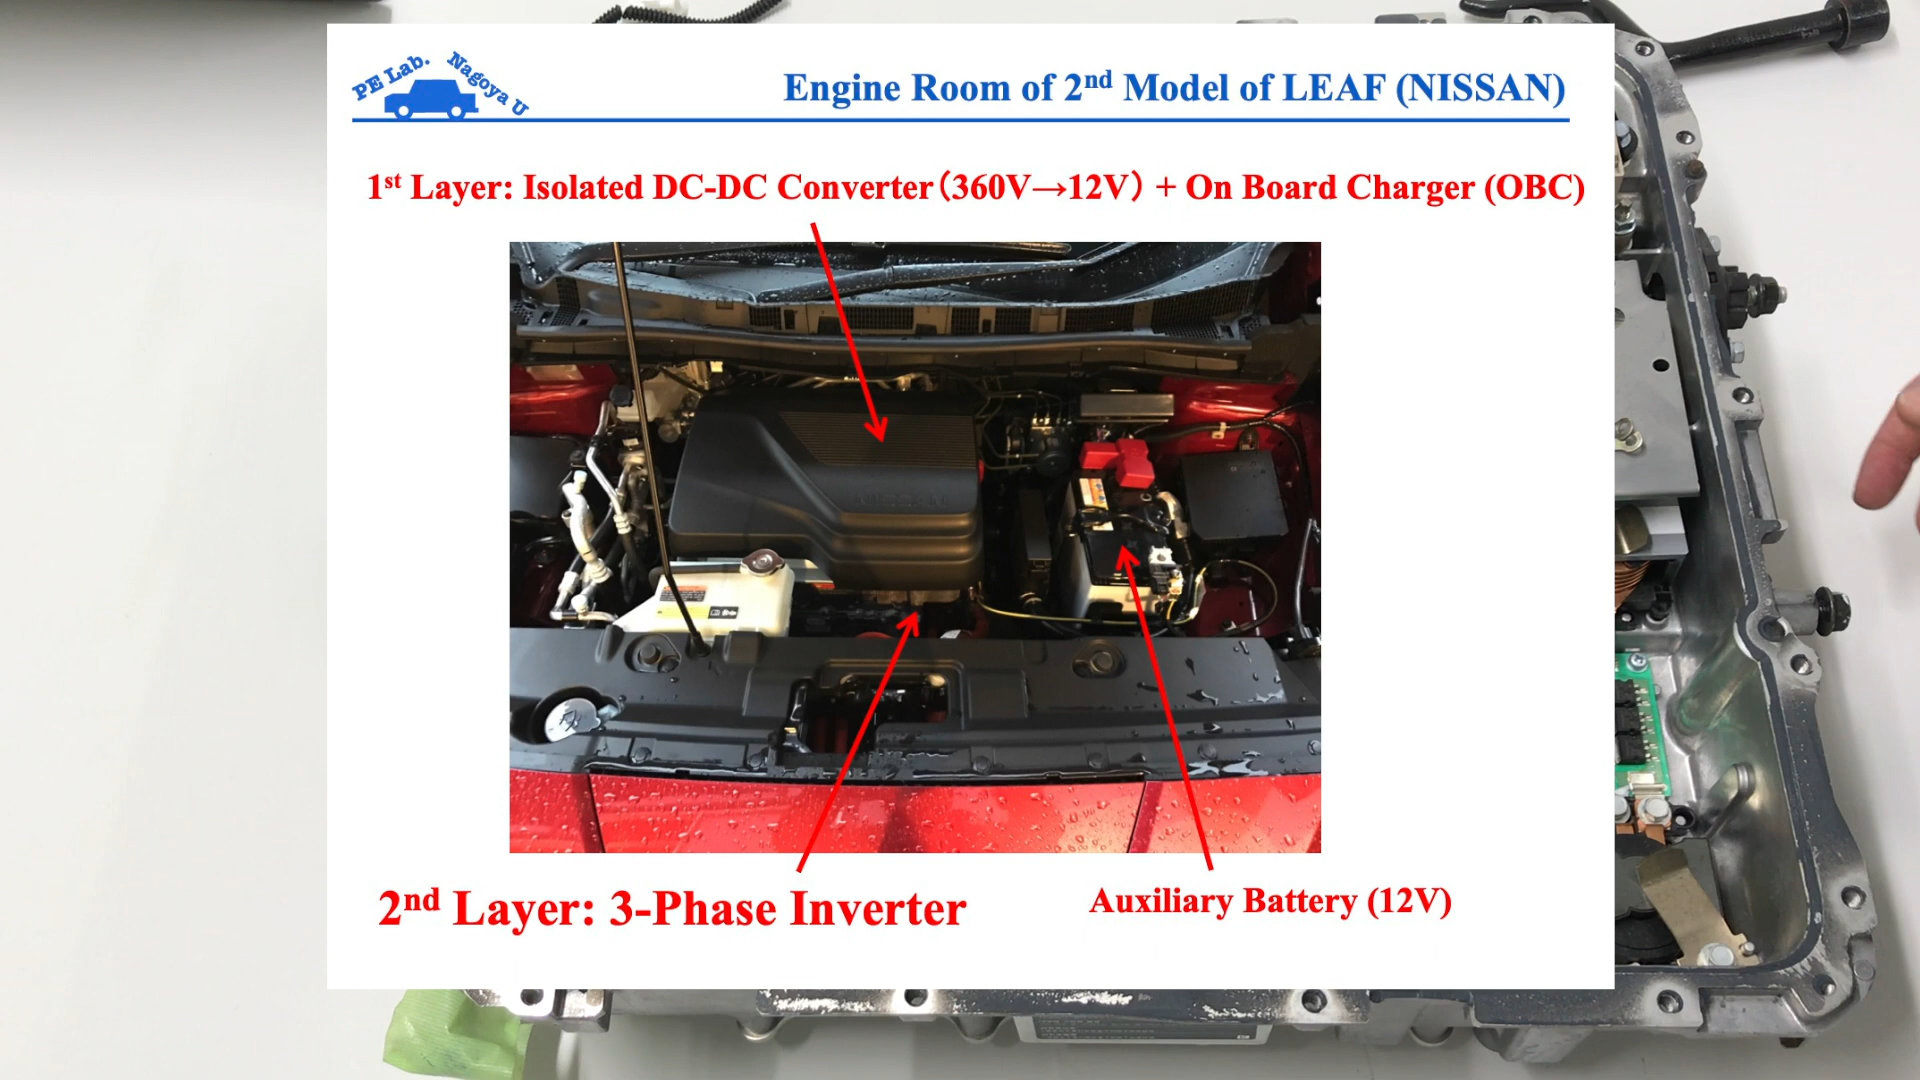 PE Lab. Nagoya U
Engine Room of 2nd Model of LEAF (NISSAN)
1st Layer: Isolated DC-DC Converter（360V→12V）+ On Board Charger (OBC)
2nd Layer: 3-Phase Inverter
Auxiliary Battery (12V)